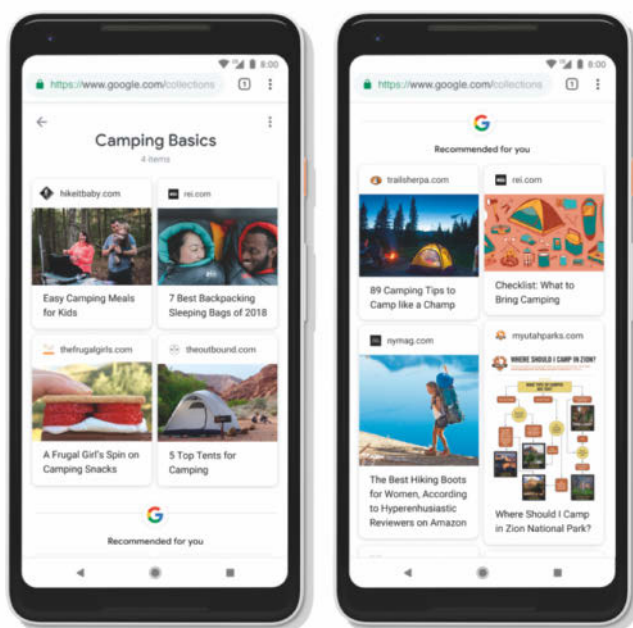 8:00
https://www.google.com/collections
1
Camping Basics
4 items
hikeitbaby.com
rei.com
Easy Camping Meals
for Kids
7 Best Backpacking
Sleeping Bags of 2018
thefrugalgirls.com
theoutbound.com
A Frugal Girl's Spin on
Camping Snacks
5 Top Tents for
Camping
Recommended for you
8:00
https://www.google.com/collections
1
Recommended for you
trailsherpa.com
rei.com
89 Camping Tips to
Camp like a Champ
Checklist: What to
Bring Camping
nymag.com
myutahparks.com
WHERE SHOULD I CAMP IN ZION?
The Best Hiking Boots
for Women, According
to Hyperenhusiastic
Reviewers on Amazon
Where Should I Camp
in Zion National Park?